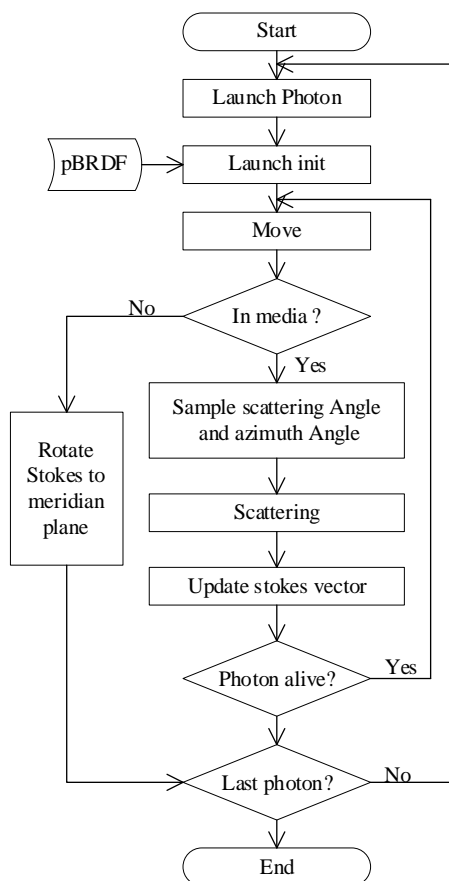 Start
Launch Photon
pBRDF
Launch init
Move
No
In media ?
Yes
Sample scattering Angle
and azimuth Angle
Rotate
Stokes to
meridian
plane
Scattering
Update stokes vector
Photon alive?
Yes
Last photon?
No
End